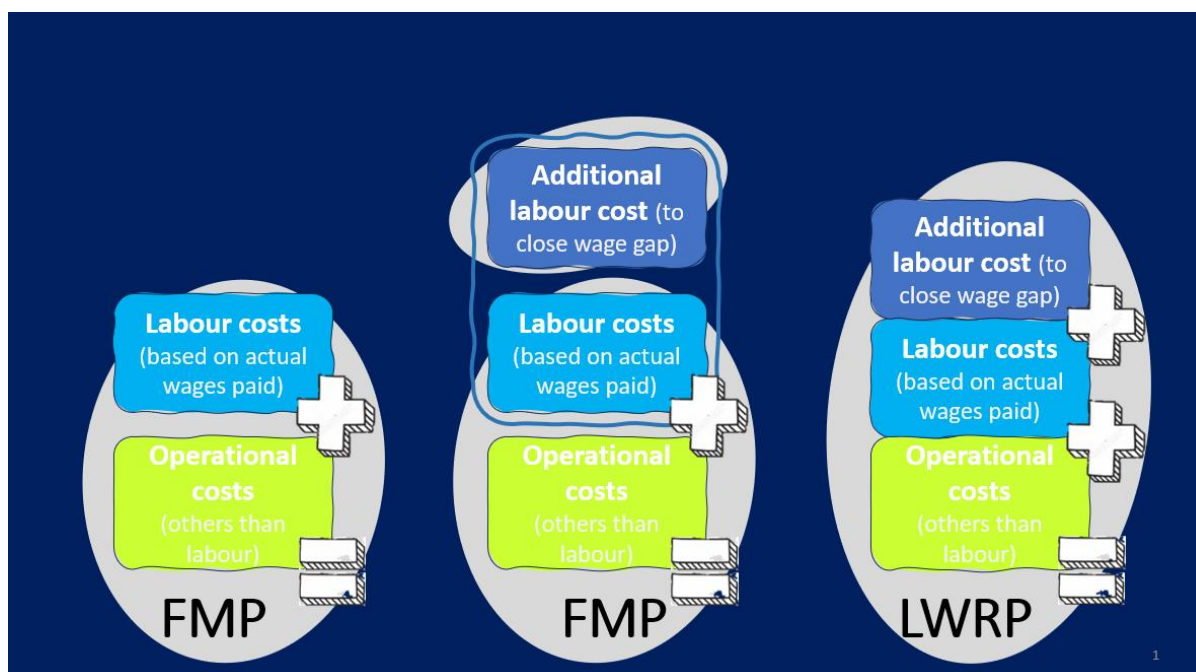 Labour costs
(based on actual
wages paid)
Operational
costs
(others than
labour)
FMP
Additional
labour cost (to
close wage gap)
Labour costs
(based on actual
wages paid)
Operational
costs
(others than
labour)
FMP
Additional
labour cost (to
close wage gap)
Labour costs
(based on actual
wages paid)
Operational
costs
(others than
labour)
LWRP
1